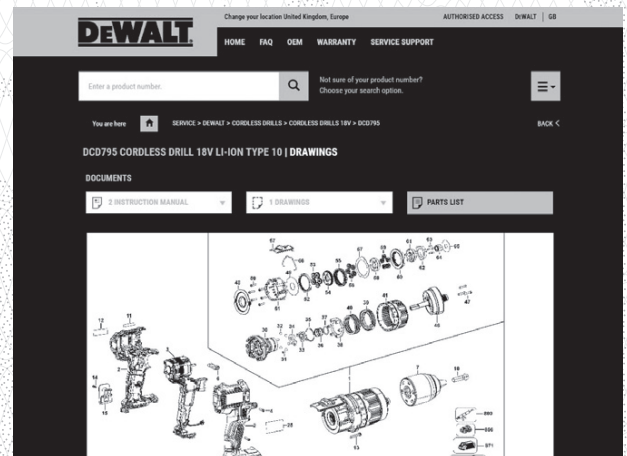 Change your location United Kingdom, Europe
AUTHORISED ACCESS DeWALT GB
DEWALT
HOME FAQ OEM WARRANTY SERVICE SUPPORT
Enter a product number.
Not sure of your product number?
Choose your search option.
You are here SERVICE > DEWALT > CORDLESS DRILLS > CORDLESS DRILLS 18V > DCD795
BACK <
DCD795 CORDLESS DRILL 18V LI-ION TYPE 10 | DRAWINGS
DOCUMENTS
2 INSTRUCTION MANUAL
1 DRAWINGS
PARTS LIST